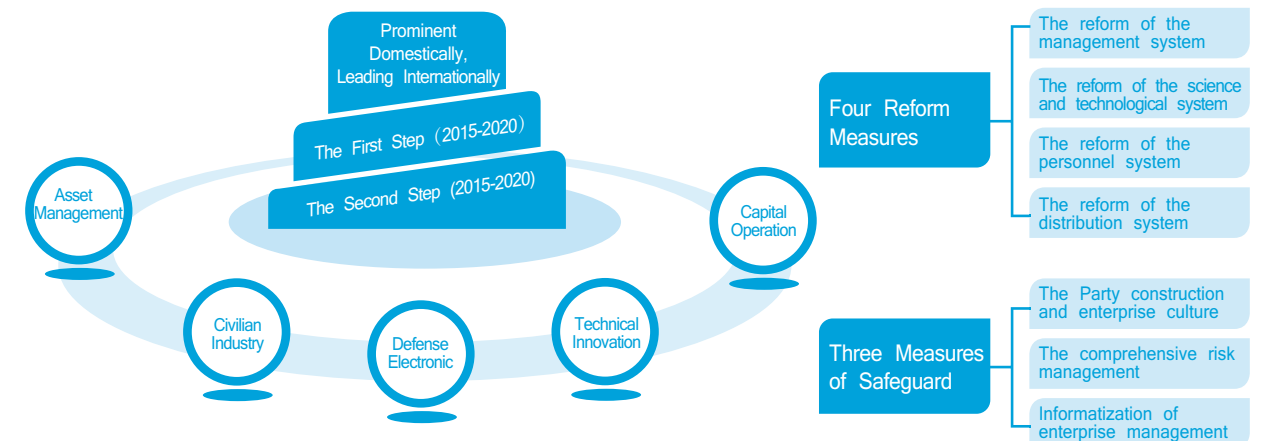 Prominent
Domestically,
Leading Internationally
The First Step (2015-2020)
The Second Step (2015-2020)
Asset
Management
Civilian
Industry
Defense
Electronic
Technical
Innovation
Capital
Operation
Four Reform
Measures
The reform of the
management system
The reform of the science
and technological system
The reform of the
personnel system
The reform of the
distribution system
Three Measures
of Safeguard
The Party construction
and enterprise culture
The comprehensive risk
management
Informatization of
enterprise management